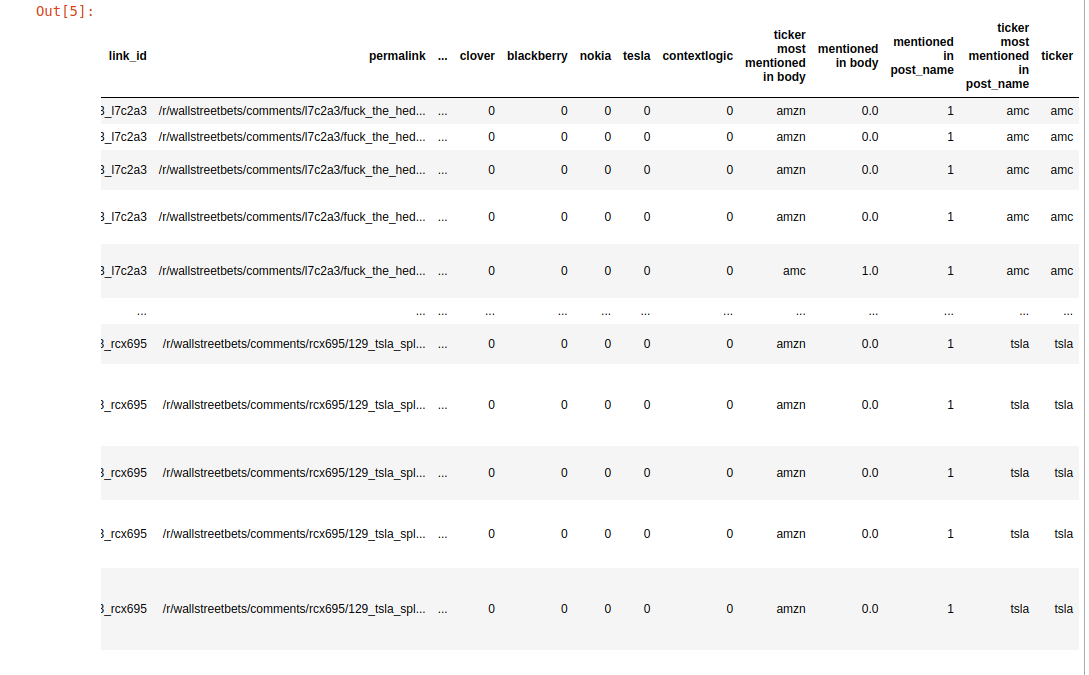 Out[5]:
link_id permalink ... clover blackberry nokia tesla contextlogic ticker most mentioned in body mentioned in body mentioned in post_name ticker most mentioned in post_name ticker
3_l7c2a3 /r/wallstreetbets/comments/l7c2a3/fuck_the_hed... ... 0 0 0 0 0 amzn 0.0 1 amc amc
3_l7c2a3 /r/wallstreetbets/comments/l7c2a3/fuck_the_hed... ... 0 0 0 0 0 amzn 0.0 1 amc amc
3_l7c2a3 /r/wallstreetbets/comments/l7c2a3/fuck_the_hed... ... 0 0 0 0 0 amzn 0.0 1 amc amc
3_l7c2a3 /r/wallstreetbets/comments/l7c2a3/fuck_the_hed... ... 0 0 0 0 0 amzn 0.0 1 amc amc
3_l7c2a3 /r/wallstreetbets/comments/l7c2a3/fuck_the_hed... ... 0 0 0 0 0 amc 1.0 1 amc amc
... ... ... ... ... ... ... ... ... ... ... ... ...
3_rcx695 /r/wallstreetbets/comments/rcx695/129_tsla_spl... ... 0 0 0 0 0 amzn 0.0 1 tsla tsla
3_rcx695 /r/wallstreetbets/comments/rcx695/129_tsla_spl... ... 0 0 0 0 0 amzn 0.0 1 tsla tsla
3_rcx695 /r/wallstreetbets/comments/rcx695/129_tsla_spl... ... 0 0 0 0 0 amzn 0.0 1 tsla tsla
3_rcx695 /r/wallstreetbets/comments/rcx695/129_tsla_spl... ... 0 0 0 0 0 amzn 0.0 1 tsla tsla
3_rcx695 /r/wallstreetbets/comments/rcx695/129_tsla_spl... ... 0 0 0 0 0 amzn 0.0 1 tsla tsla